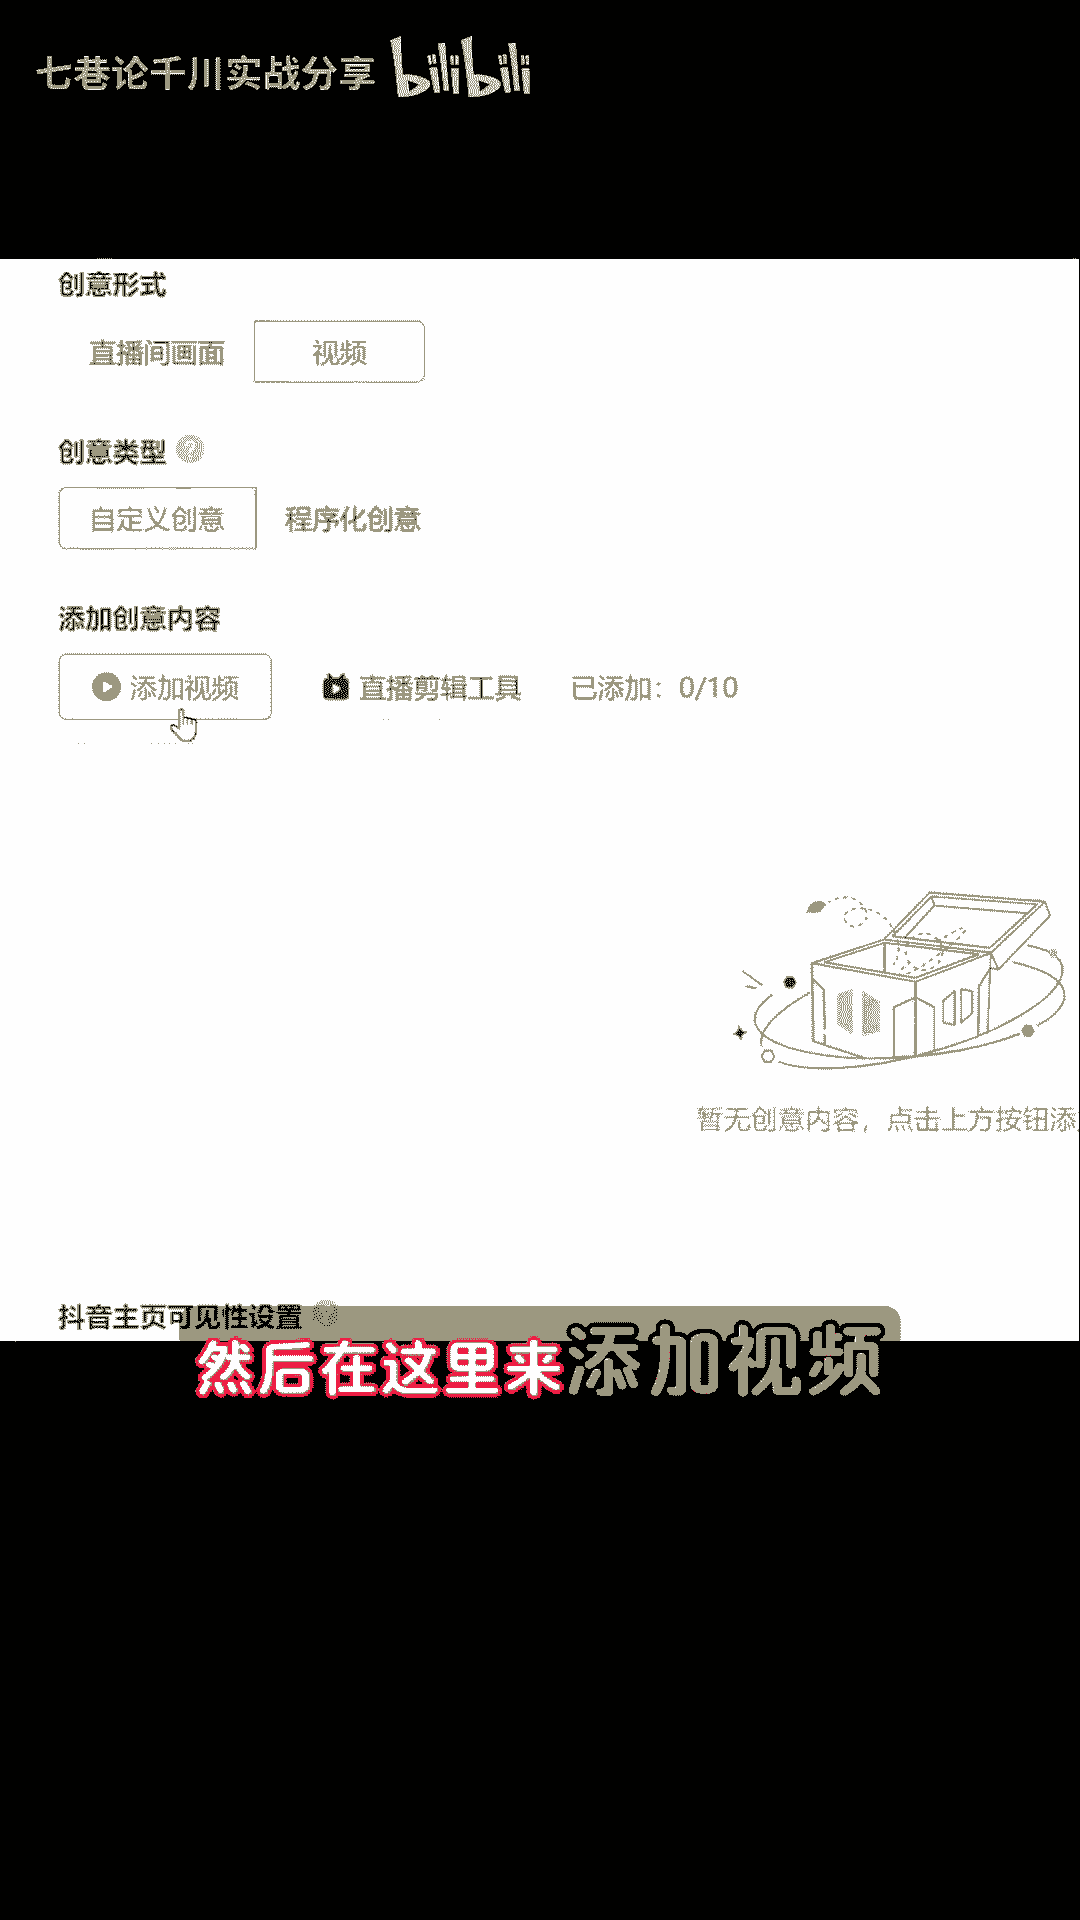 七巷论千川实战分享 bilibili
创意形式
直播间画面 视频
创意类型
自定义创意 程序化创意
添加创意内容
添加视频 直播剪辑工具 已添加：0/10
暂无创意内容，点击上方按钮添
抖音主页可见性设置
然后在这里来添加视频